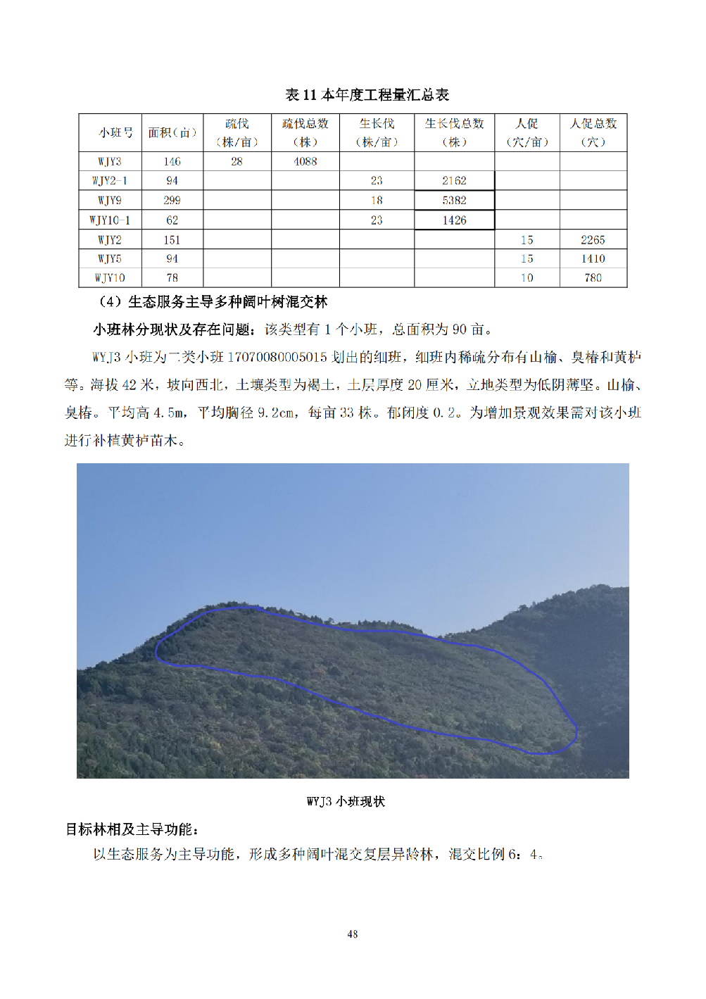 表 11 本年度工程量汇总表
小班号 面积（亩） 疏伐（株/亩） 疏伐总数（株） 生长伐（株/亩） 生长伐总数（株） 人促（穴/亩） 人促总数（穴）
WJY3 146 28 4088
WJY2-1 94 23 2162
WJY9 299 18 5382
WJY10-1 62 23 1426
WJY2 151 15 2265
WJY5 94 15 1410
WJY10 78 10 780
（4）生态服务主导多种阔叶树混交林
小班林分现状及存在问题：该类型有 1 个小班，总面积为 90 亩。
WYJ3 小班为二类小班 17070080005015 划出的细班，细班内稀疏分布有山榆、臭椿和黄栌
等。海拔 42 米，坡向西北，土壤类型为褐土，土层厚度 20 厘米，立地类型为低阴薄坚。山榆、
臭椿。平均高 4.5m，平均胸径 9.2cm，每亩 33 株。郁闭度 0.2。为增加景观效果需对该小班
进行补植黄栌苗木。
WYJ3 小班现状
目标林相及主导功能：
以生态服务为主导功能，形成多种阔叶混交复层异龄林，混交比例 6：4。
48